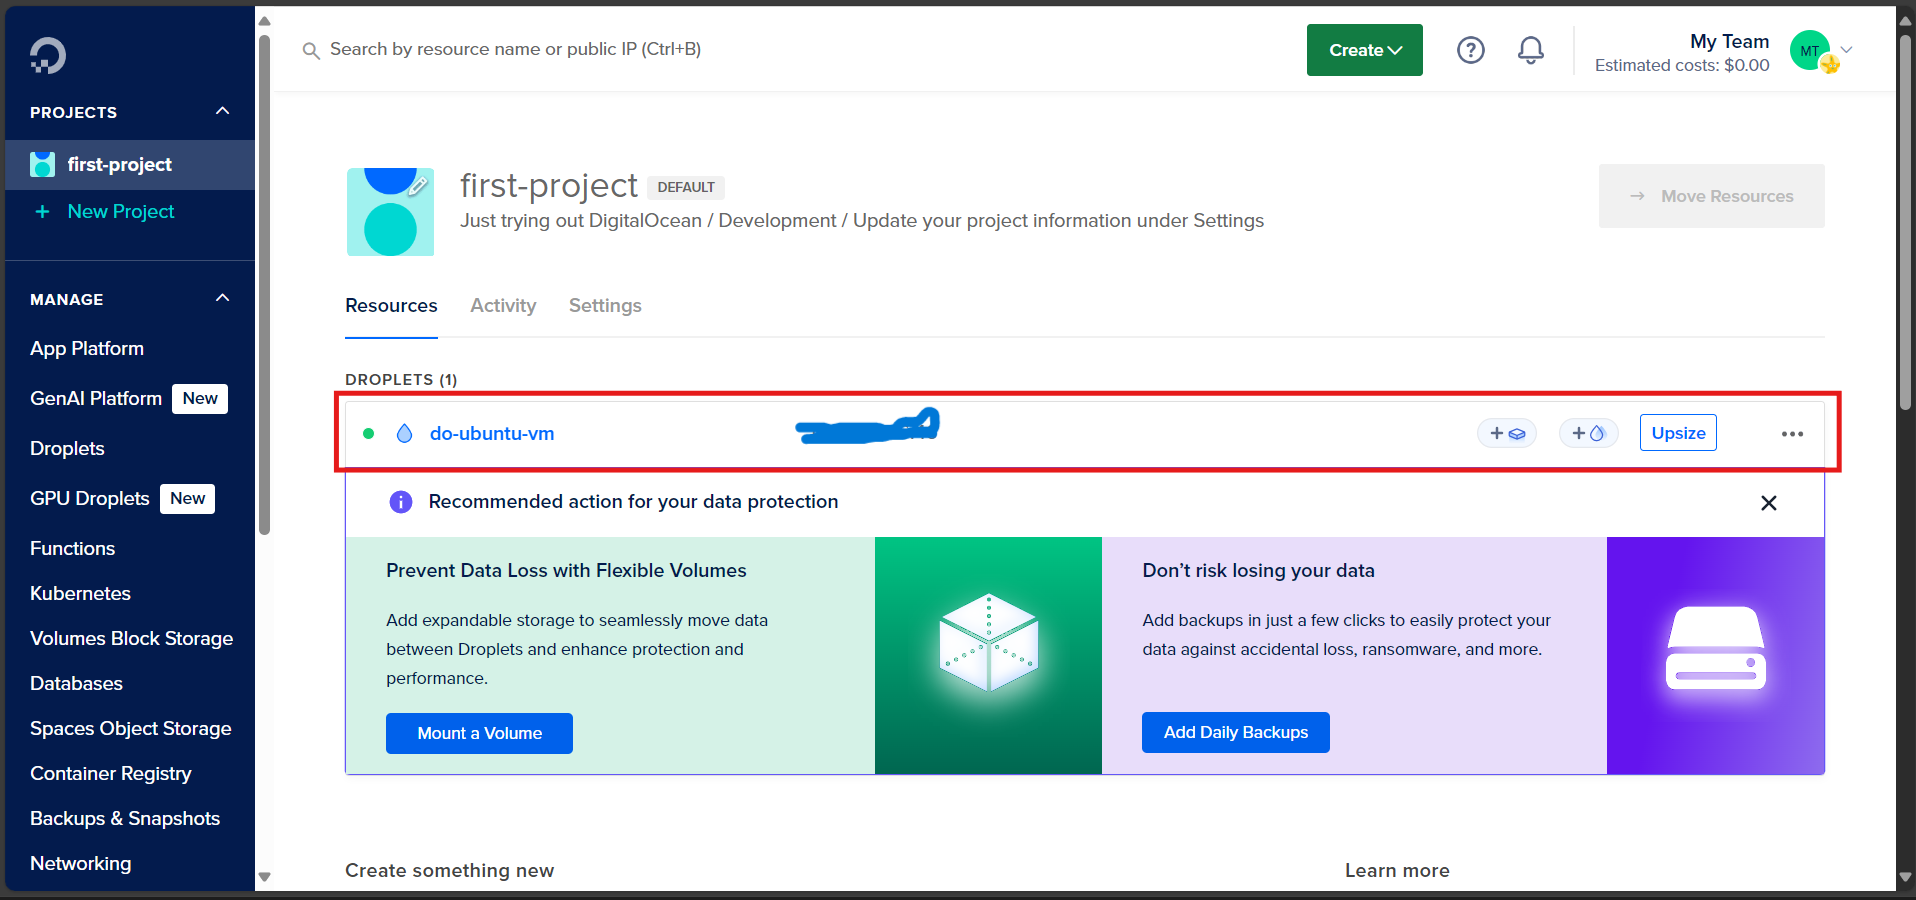 Search by resource name or public IP (Ctrl+B)
Create
My Team
Estimated costs: $0.00
MT
PROJECTS
first-project
+ New Project
MANAGE
App Platform
GenAI Platform New
Droplets
GPU Droplets New
Functions
Kubernetes
Volumes Block Storage
Databases
Spaces Object Storage
Container Registry
Backups & Snapshots
Networking
first-project DEFAULT
Just trying out DigitalOcean / Development / Update your project information under Settings
→ Move Resources
Resources Activity Settings
DROPLETS (1)
do-ubuntu-vm
Upsize
Recommended action for your data protection
Prevent Data Loss with Flexible Volumes
Add expandable storage to seamlessly move data
between Droplets and enhance protection and
performance.
Mount a Volume
Don’t risk losing your data
Add backups in just a few clicks to easily protect your
data against accidental loss, ransomware, and more.
Add Daily Backups
Create something new
Learn more